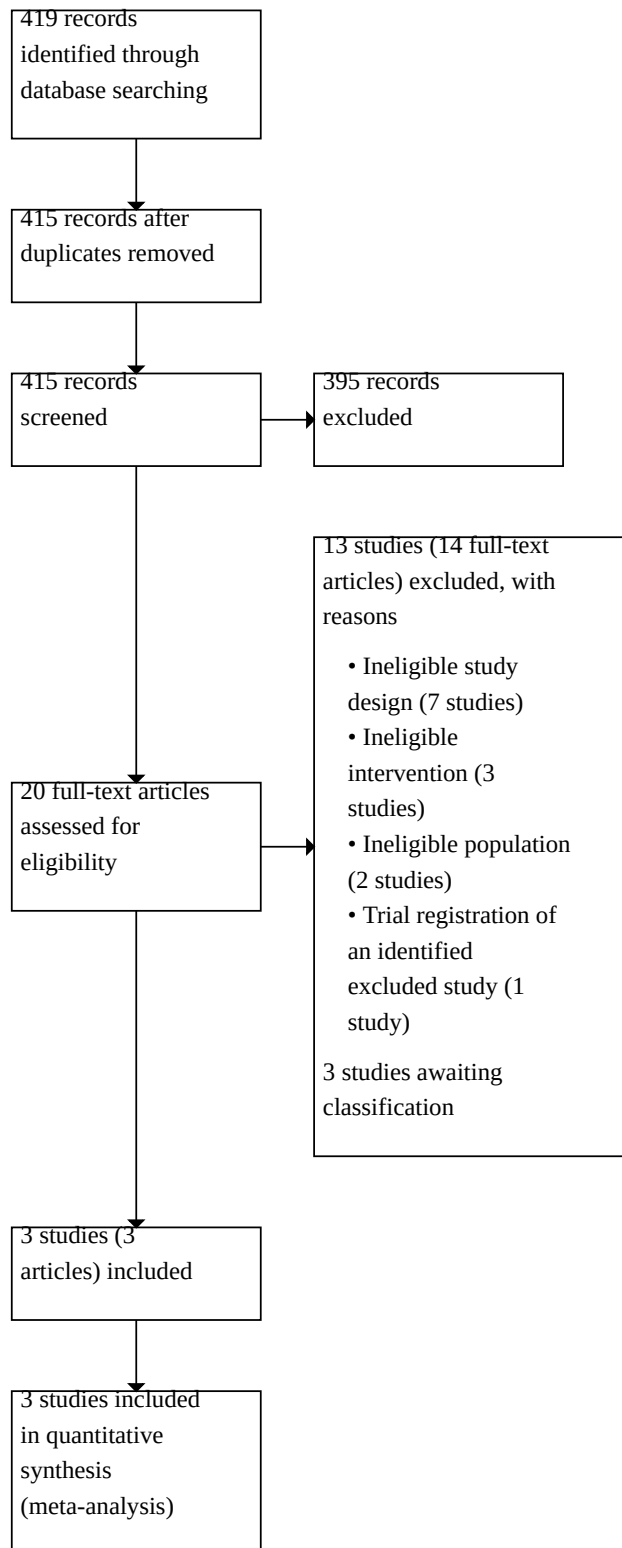 419 records
identified through
database searching
415 records after
duplicates removed
415 records
screened
395 records
excluded
13 studies (14 full-text
articles) excluded, with
reasons
• Ineligible study
design (7 studies)
• Ineligible
intervention (3
studies)
• Ineligible population
(2 studies)
• Trial registration of
an identified
excluded study (1
study)
3 studies awaiting
classification
20 full-text articles
assessed for
eligibility
3 studies (3
articles) included
3 studies included
in quantitative
synthesis
(meta-analysis)